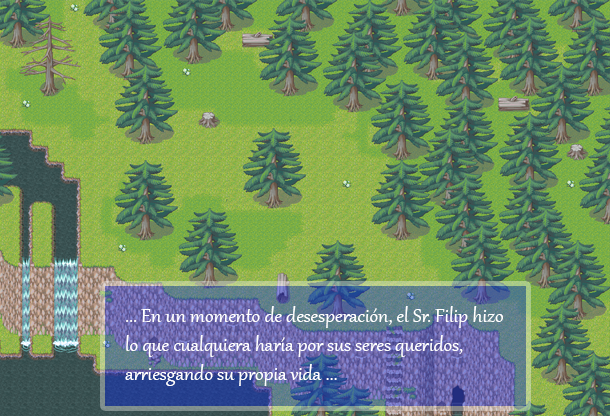 ... En un momento de desesperación, el Sr. Filip hizo
lo que cualquiera haría por sus seres queridos,
arriesgando su propia vida ...